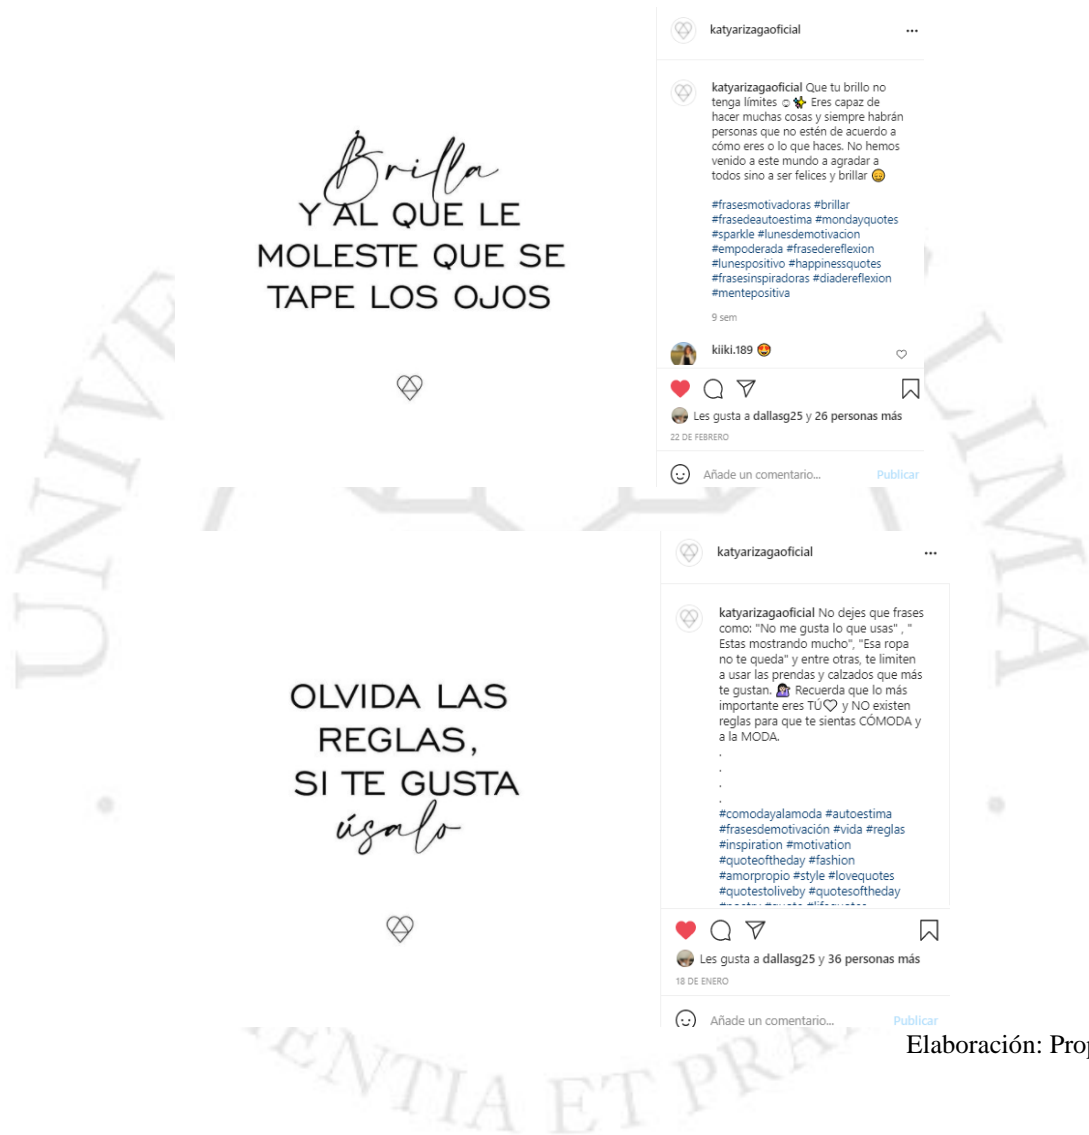 katyarizagaoficial
katyarizagaoficial Que tu brillo no
tenga límites ☺️✨ Eres capaz de
hacer muchas cosas y siempre habrán
personas que no estén de acuerdo a
cómo eres o lo que haces. No hemos
venido a este mundo a agradar a
todos sino a ser felices y brillar 😄
#frasesmotivadoras #brillar
#frasedeautoestima #mondayquotes
#sparkle #lunesdemotivacion
#empoderada #frasedereflexion
#lunespositivo #happinessquotes
#frasesinspiradoras #diadereflexion
#mentepositiva
9 sem
kiiki.189 😍
Les gusta a dallasg25 y 26 personas más
22 DE FEBRERO
Añade un comentario...
Publicar
Brilla
Y AL QUE LE
MOLESTE QUE SE
TAPE LOS OJOS
katyarizagaoficial
katyarizagaoficial No dejes que frases
como: "No me gusta lo que usas" , "
Estas mostrando mucho", "Esa ropa
no te queda" y entre otras, te limiten
a usar las prendas y calzados que más
te gustan. 🤷🏻‍♀️ Recuerda que lo más
importante eres TÚ♡ y NO existen
reglas para que te sientas CÓMODA y
a la MODA.
.
.
.
.
#comodayalamoda #autoestima
#frasesdemotivación #vida #reglas
#inspiration #motivation
#quoteoftheday #fashion
#amorpropio #style #lovequotes
#quotestoliveby #quotesoftheday
Les gusta a dallasg25 y 36 personas más
18 DE ENERO
Añade un comentario...
Publicar
OLVIDA LAS
REGLAS,
SI TE GUSTA
úsalo
Elaboración:
UNIVE
LIMA
ENTIA ET PRA